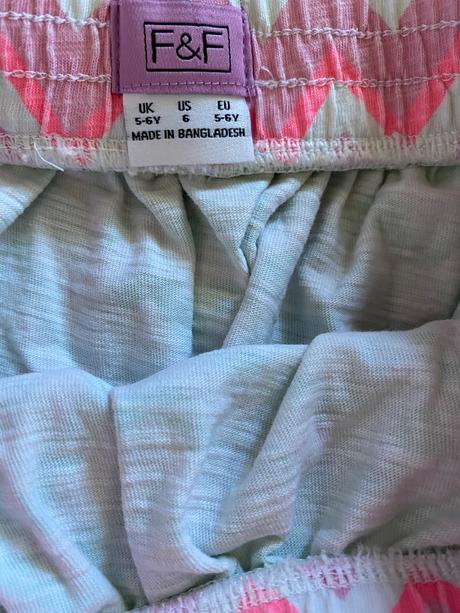 F&F
UK US EU
5-6Y 6 5-6Y
MADE IN BANGLADESH